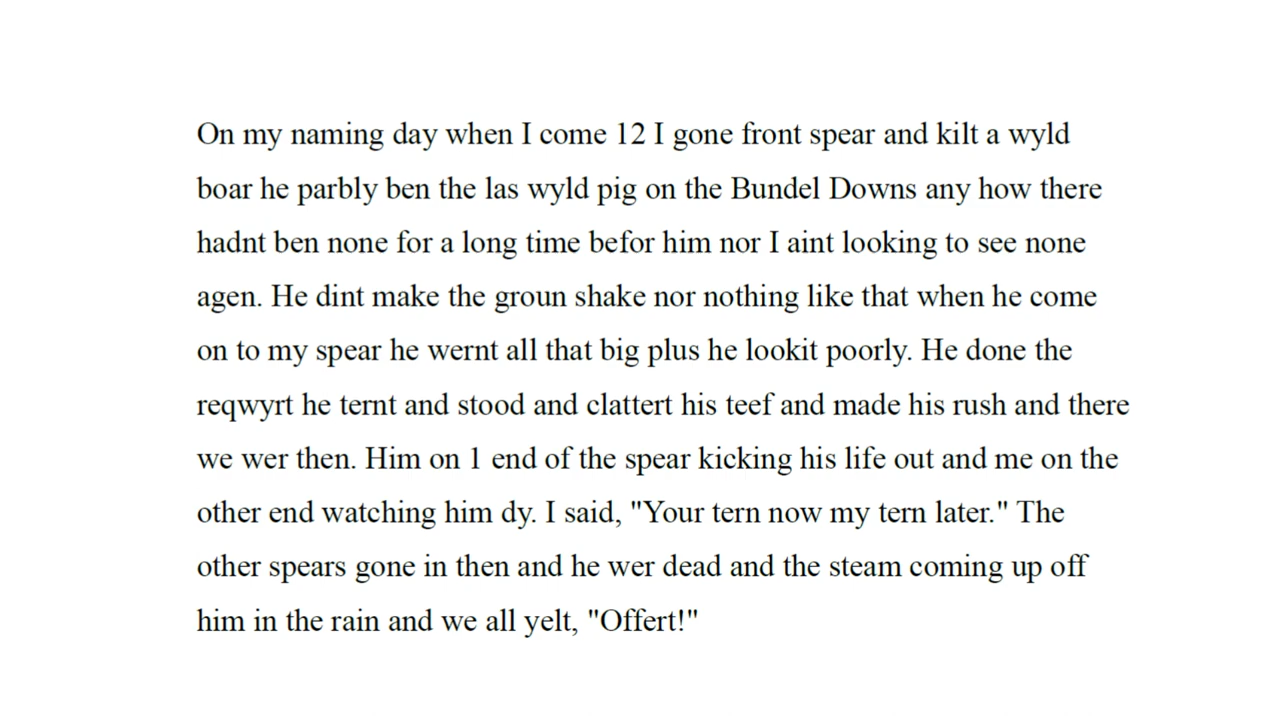 On my naming day when I come 12 I gone front spear and kilt a wyld
boar he parbly ben the las wyld pig on the Bundel Downs any how there
hadnt ben none for a long time befor him nor I aint looking to see none
agen. He dint make the groun shake nor nothing like that when he come
on to my spear he wernt all that big plus he lookit poorly. He done the
reqwyrt he ternt and stood and clattert his teef and made his rush and there
we wer then. Him on 1 end of the spear kicking his life out and me on the
other end watching him dy. I said, "Your tern now my tern later." The
other spears gone in then and he wer dead and the steam coming up off
him in the rain and we all yelt, "Offert!"